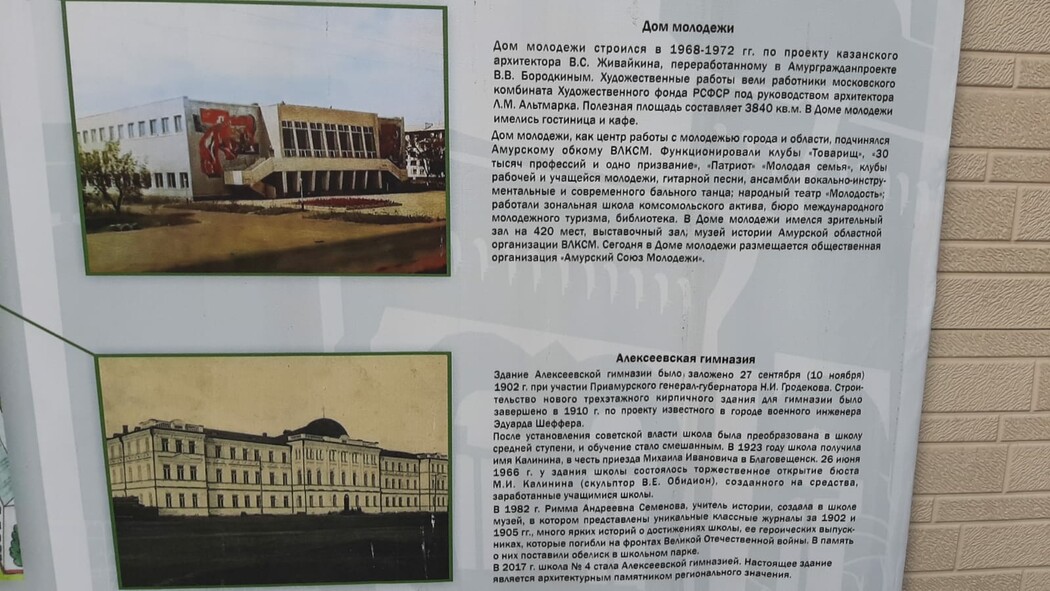 Дом молодежи
Дом молодежи строился в 1968-1972 гг. по проекту казанского
архитектора В.С. Живайкина, переработанному в Амургражданпроекте
В.В. Бородкиным. Художественные работы вели работники московского
комбината Художественного фонда РСФСР под руководством архитектора
Л.М. Альтмарка. Полезная площадь составляет 3840 кв.м. В Доме молодежи
имелись гостиница и кафе.
Дом молодежи, как центр работы с молодежью города и области, подчинялся
Амурскому обкому ВЛКСМ. Функционировали клубы «Товарищ», «30
тысяч профессий и одно призвание», «Патриот» «Молодая семья», клубы
рабочей и учащейся молодежи, гитарной песни, ансамбли вокально-инстру-
ментальные и современного бального танца; народный театр «Молодость»;
работали зональная школа комсомольского актива, бюро международного
молодежного туризма, библиотека. В Доме молодежи имелся зрительный
зал на 420 мест, выставочный зал, музей истории Амурской областной
организации ВЛКСМ. Сегодня в Доме молодежи размещается общественная
организация «Амурский Союз Молодежи».
Алексеевская гимназия
Здание Алексеевской гимназии было заложено 27 сентября (10 ноября)
1902 г. при участии Приамурского генерал-губернатора Н.И. Гродекова. Строи-
тельство нового трехэтажного кирпичного здания для гимназии было
завершено в 1910 г. по проекту известного в городе военного инженера
Эдуарда Шеффера.
После установления советской власти школа была преобразована в школу
средней ступени, и обучение стало смешанным. В 1923 году школа получила
имя Калинина, в честь приезда Михаила Ивановича в Благовещенск. 26 июня
1966 г. у здания школы состоялось торжественное открытие бюста
М.И. Калинина (скульптор В.Е. Обидион), созданного на средства,
заработанные учащимися школы.
В 1982 г. Римма Андреевна Семенова, учитель истории, создала в школе
музей, в котором представлены уникальные классные журналы за 1902 и
1905 гг., много ярких историй о достижениях школы, ее героических выпуск-
никах, которые погибли на фронтах Великой Отечественной войны. В память
о них поставили обелиск в школьном парке.
В 2017 г. школа № 4 стала Алексеевской гимназией. Настоящее здание
является архитектурным памятником регионального значения.